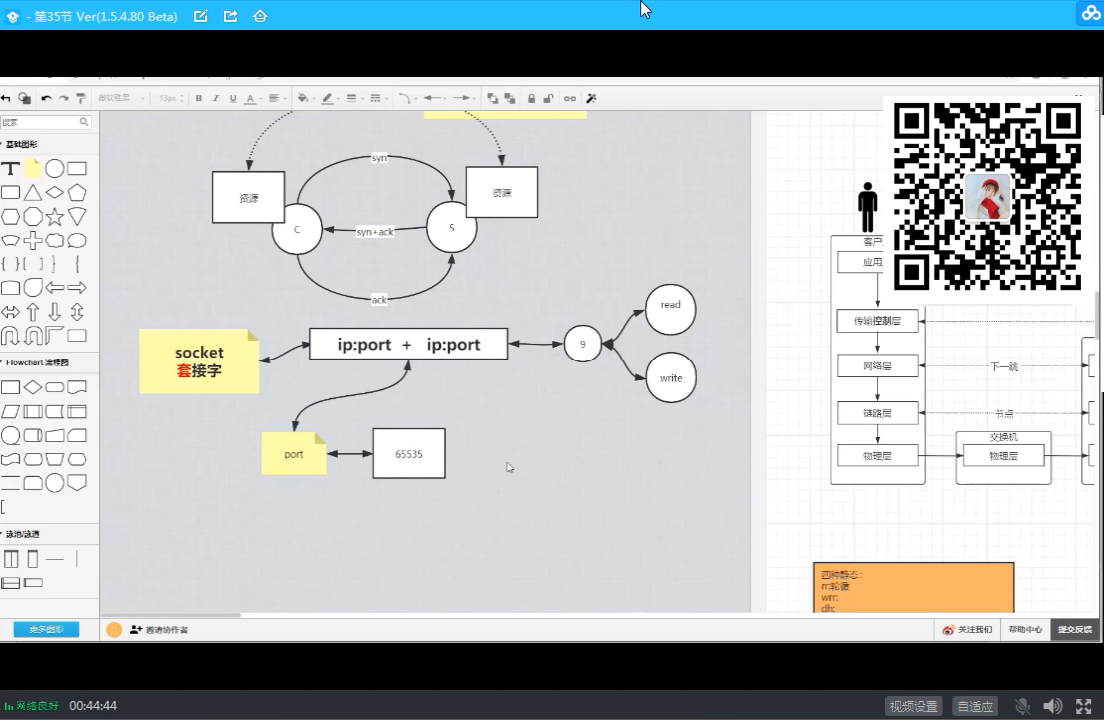 - 第35节 Ver(1.5.4.80 Beta)
微软雅黑
13px
B I U A
搜索
基础图形
T
syn
资源
资源
C
S
syn+ack
ack
客户
应用
传输控制层
网络层
下一跳
链路层
节点
交换机
物理层
物理层
read
socket
套接字
ip:port + ip:port
9
write
port
65535
Flowchart 流程图
泳池/泳道
四种静态:
rr:轮循
wrr:
dh:
更多图形
邀请协作者
关注我们
帮助中心
提交反馈
网络良好
00:44:44
视频设置
自适应